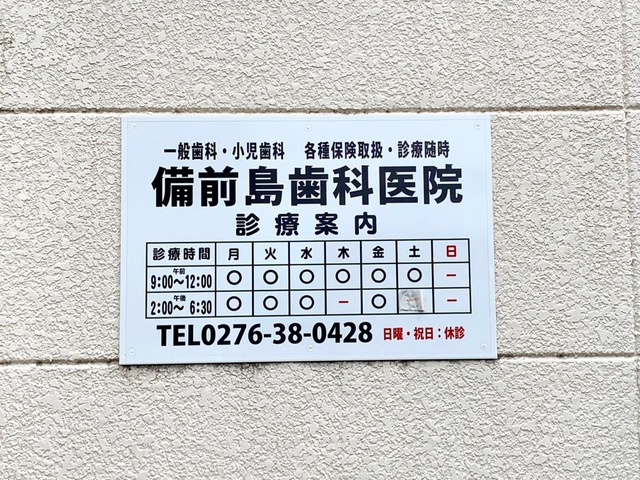 一般歯科・小児歯科　各種保険取扱・診療随時
備前島歯科医院
診療案内
診療時間 月 火 水 木 金 土 日
午前 9:00〜12:00 ○ ○ ○ ○ ○ ○ −
午後 2:00〜 6:30 ○ ○ ○ − ○ − −
TEL0276-38-0428 日曜・祝日：休診